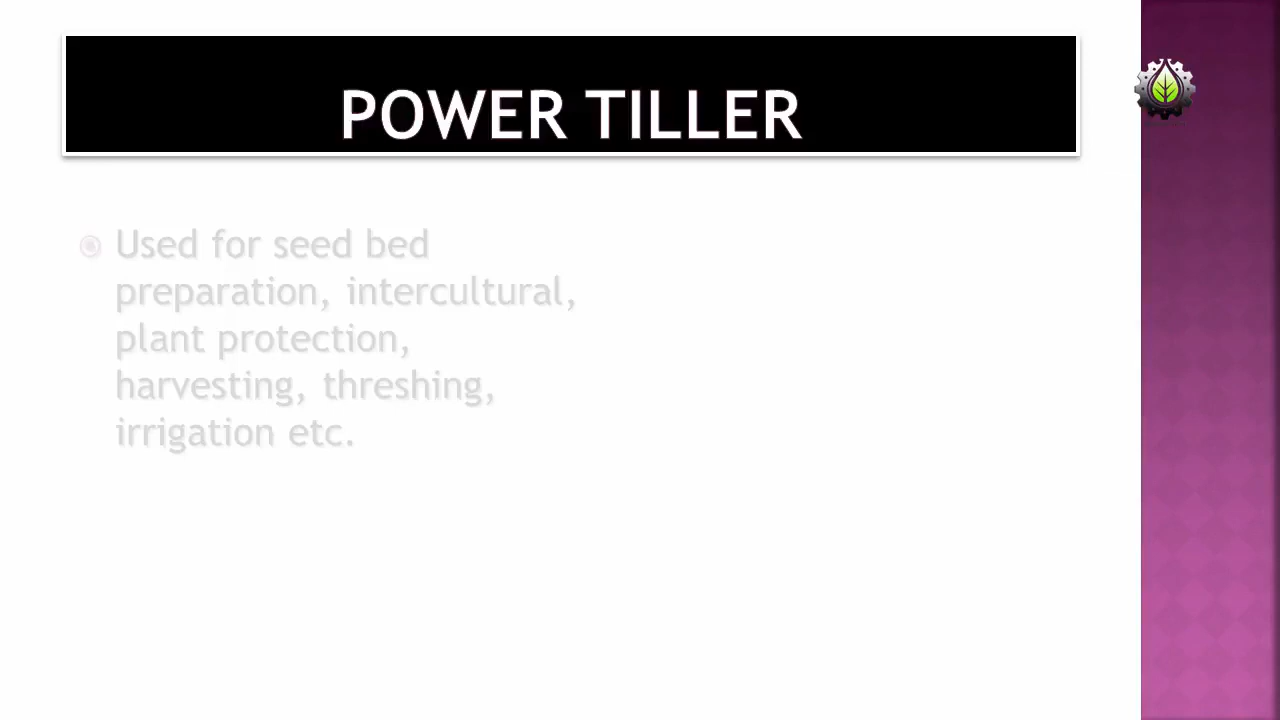 POWER TILLER
Used for seed bed
preparation, intercultural,
plant protection,
harvesting, threshing,
irrigation etc.